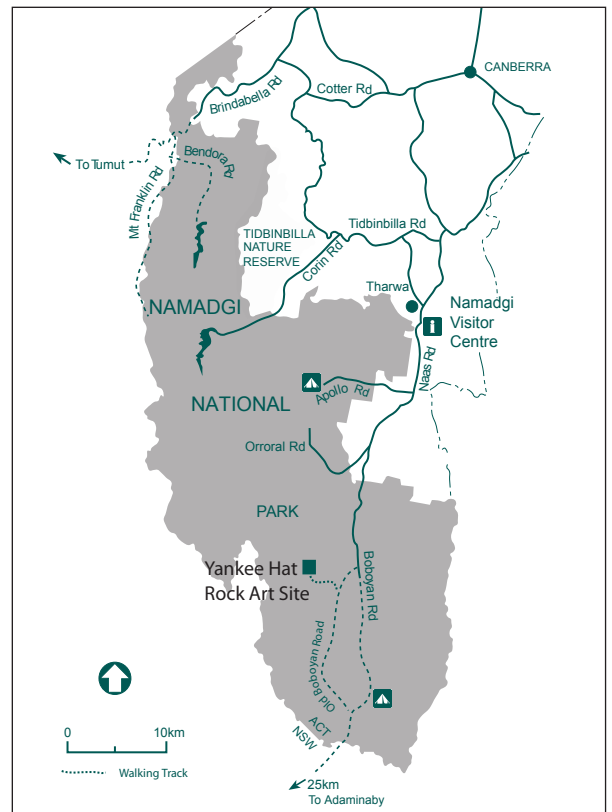 CANBERRA
Brindabella Rd
Cotter Rd
To Tumut
Bendora Rd
Mt Franklin Rd
Tidbinbilla Rd
TIDBINBILLA
NATURE
RESERVE
Corin Rd
Tharwa
NAMADGI
Namadgi
Visitor
Centre
i
Naas Rd
Apollo Rd
NATIONAL
Orroral Rd
PARK
Yankee Hat
Rock Art Site
Boboyan Rd
Old Boboyan Road
ACT
NSW
0 10km
Walking Track
25km
To Adaminaby